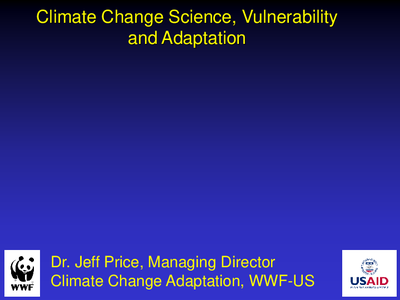 Climate Change Science, Vulnerability
and Adaptation
Dr. Jeff Price, Managing Director
Climate Change Adaptation, WWF-US
WWF
USAID